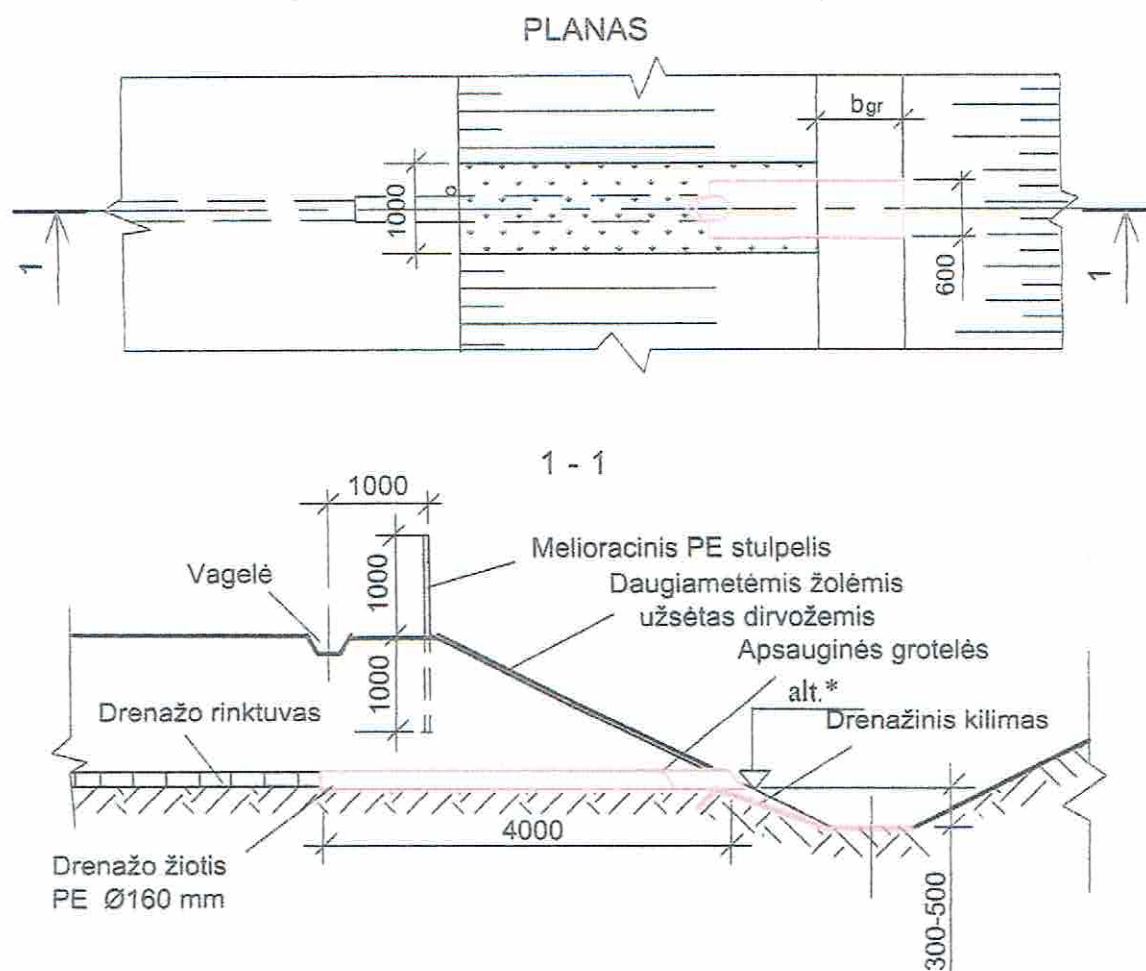 PLANAS
bgr
1000
600
1
1
1 - 1
1000
1000
1000
Melioracinis PE stulpelis
Vagelė
Daugiametėmis žolėmis
užsėtas dirvožemis
Apsauginės grotelės
alt.*
Drenažo rinktuvas
Drenažinis kilimas
4000
Drenažo žiotis
PE Ø160 mm
300-500